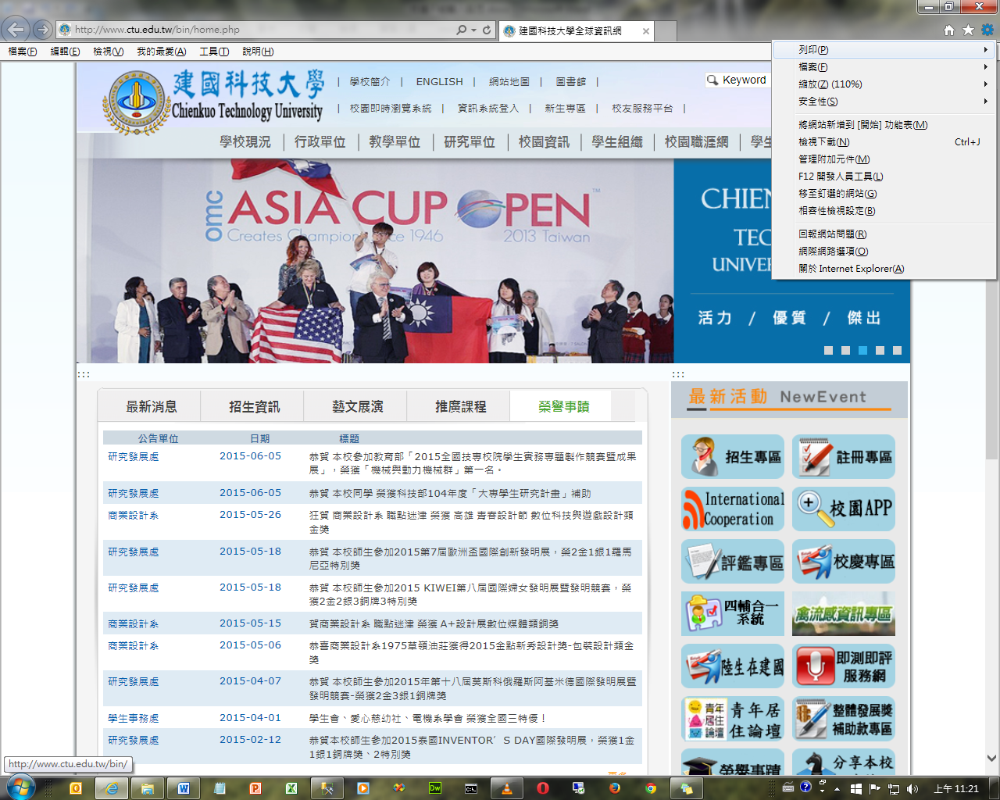 http://www.ctu.edu.tw/bin/home.php
建國科技大學全球資訊網
檔案(F) 編輯(E) 檢視(V) 我的最愛(A) 工具(T) 說明(H)
列印(P)
檔案(F)
縮放(Z) (110%)
安全性(S)
將網站新增到 [開始] 功能表(M)
檢視下載(N) Ctrl+J
管理附加元件(M)
F12 開發人員工具(L)
移至釘選的網站(G)
相容性檢視設定(B)
回報網站問題(R)
網際網路選項(O)
關於 Internet Explorer(A)
建國科技大學
Chienkuo Technology University
| 學校簡介 | ENGLISH | 網站地圖 | 圖書館 |
| 校園即時瀏覽系統 | 資訊系統登入 | 新生專區 | 校友服務平台 |
Keyword
學校現況 | 行政單位 | 教學單位 | 研究單位 | 校園資訊 | 學生組織 | 校園職涯網 | 學生
omc ASIA CUP OPEN™
Creates Champions Since 1946 2013 Taiwan
CHIEN
TEC
UNIVE
活力 / 優質 / 傑出
最新消息 招生資訊 藝文展演 推廣課程 榮譽事蹟
公告單位 日期 標題
研究發展處 2015-06-05 恭賀 本校參加教育部「2015全國技專校院學生實務專題製作競賽暨成果
展」，榮獲「機械與動力機械群」第一名。
研究發展處 2015-06-05 恭賀 本校同學 榮獲科技部104年度「大專學生研究計畫」補助
商業設計系 2015-05-26 狂賀 商業設計系 職點迷津 榮獲 高雄 青春設計節 數位科技與遊戲設計類
金獎
研究發展處 2015-05-18 恭賀 本校師生參加2015第7屆歐洲盃國際創新發明展，榮2金1銀1羅馬
尼亞特別獎
研究發展處 2015-05-18 恭賀 本校師生參加2015 KIWEI第八屆國際婦女發明展暨發明競賽，榮
獲2金2銀3銅牌3特別獎
商業設計系 2015-05-15 賀商業設計系 職點迷津 榮獲 A+設計展數位媒體類銅獎
商業設計系 2015-05-06 恭喜商業設計系1975草嶺油莊獲得2015金點新秀設計獎-包裝設計類金
獎
研究發展處 2015-04-07 恭賀 本校師生參加2015年第十八屆莫斯科俄羅斯阿基米德國際發明展暨
發明競賽-榮獲2金3銀1銅牌獎
學生事務處 2015-04-01 學生會、愛心慈幼社、電機系學會 榮獲全國三特優！
研究發展處 2015-02-12 恭賀本校師生參加2015泰國INVENTOR'S DAY國際發明展，榮獲1金
1銀1銅牌獎、2特別獎
更多
最新活動 NewEvent
招生專區 註冊專區
International Cooperation 校園APP
評鑑專區 校慶專區
四輔合一系統 禽流感資訊專區
陸生在建國 即測即評服務網
青年居住論壇 青年居住論壇 整體發展獎補助款專區
榮譽事蹟 分享本校
http://www.ctu.edu.tw/bin/
上午 11:21